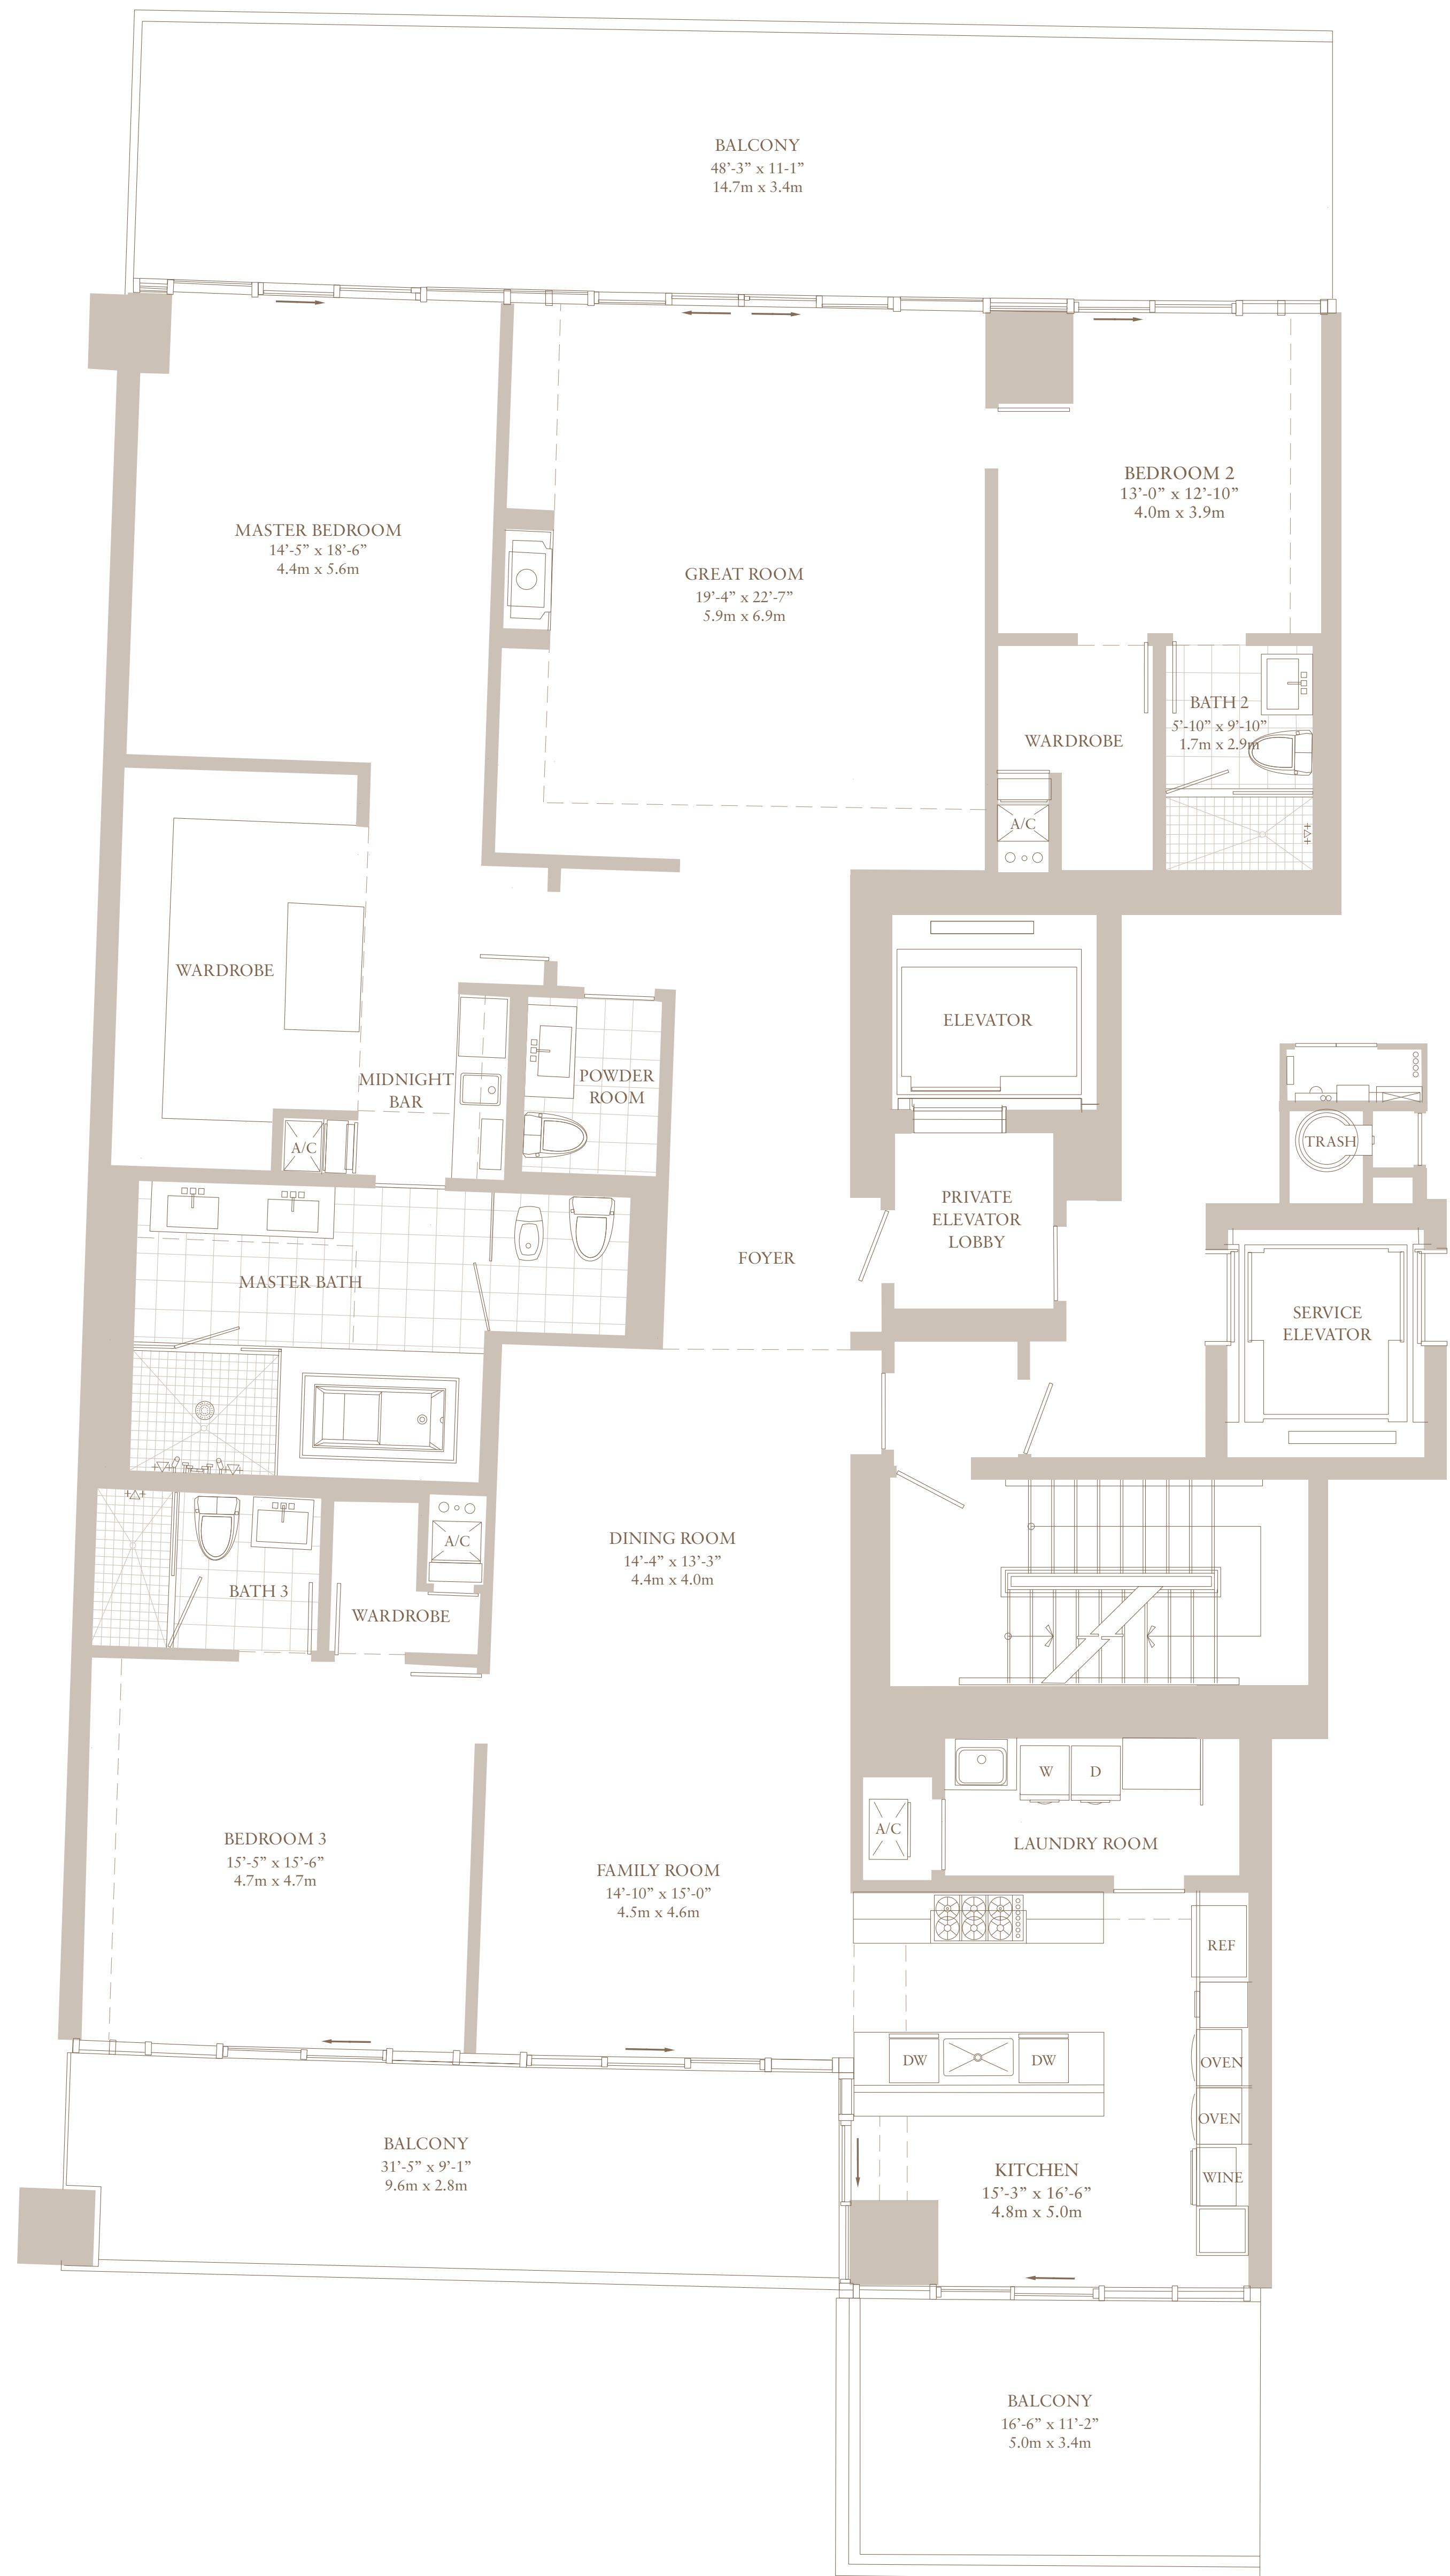 BALCONY
48’-3” x 11-1”
14.7m x 3.4m
MASTER BEDROOM
14’-5” x 18’-6”
4.4m x 5.6m
GREAT ROOM
19’-4” x 22’-7”
5.9m x 6.9m
BEDROOM 2
13’-0” x 12’-10”
4.0m x 3.9m
WARDROBE
BATH 2
5’-10” x 9’-10”
1.7m x 2.9m
A/C
WARDROBE
MIDNIGHT
BAR
A/C
POWDER
ROOM
ELEVATOR
TRASH
PRIVATE
ELEVATOR
LOBBY
FOYER
MASTER BATH
SERVICE
ELEVATOR
DINING ROOM
14’-4” x 13’-3”
4.4m x 4.0m
A/C
BATH 3
WARDROBE
W
D
A/C
LAUNDRY ROOM
BEDROOM 3
15’-5” x 15’-6”
4.7m x 4.7m
FAMILY ROOM
14’-10” x 15’-0”
4.5m x 4.6m
REF
DW
DW
OVEN
OVEN
WINE
KITCHEN
15’-3” x 16’-6”
4.8m x 5.0m
BALCONY
31’-5” x 9’-1”
9.6m x 2.8m
BALCONY
16’-6” x 11’-2”
5.0m x 3.4m